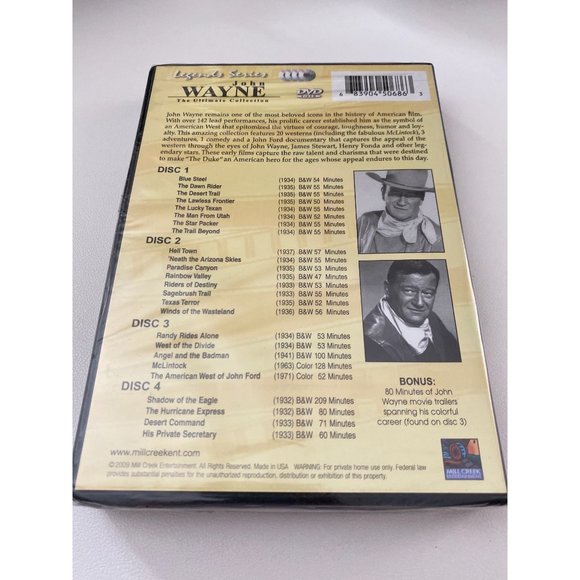 Legends Series
John
WAYNE
The Ultimate Collection
DVD
VIDEO
6 83904 50686 3
John Wayne remains one of the most beloved icons in the history of American film.
With over 142 lead performances, his prolific career established him as the symbol of
an American West that epitomized the virtues of courage, toughness, humor and loy-
alty. This amazing collection features 20 westerns (including the fabulous McLintock), 3
adventures, 1 comedy and a John Ford documentary that captures the appeal of the
western through the eyes of John Wayne, James Stewart, Henry Fonda and other leg-
endary stars. These early films capture the raw talent and charisma that were destined
to make "The Duke" an American hero for the ages whose appeal endures to this day.
DISC 1
Blue Steel (1934) B&W 54 Minutes
The Dawn Rider (1935) B&W 55 Minutes
The Desert Trail (1935) B&W 55 Minutes
The Lawless Frontier (1935) B&W 50 Minutes
The Lucky Texan (1934) B&W 55 Minutes
The Man From Utah (1934) B&W 52 Minutes
The Star Packer (1934) B&W 55 Minutes
The Trail Beyond (1934) B&W 55 Minutes
DISC 2
Hell Town (1937) B&W 57 Minutes
'Neath the Arizona Skies (1934) B&W 55 Minutes
Paradise Canyon (1935) B&W 53 Minutes
Rainbow Valley (1935) B&W 47 Minutes
Riders of Destiny (1933) B&W 53 Minutes
Sagebrush Trail (1933) B&W 55 Minutes
Texas Terror (1935) B&W 52 Minutes
Winds of the Wasteland (1936) B&W 56 Minutes
DISC 3
Randy Rides Alone (1934) B&W 53 Minutes
West of the Divide (1934) B&W 53 Minutes
Angel and the Badman (1941) B&W 100 Minutes
McLintock (1963) Color 128 Minutes
The American West of John Ford (1971) Color 52 Minutes
DISC 4
Shadow of the Eagle (1932) B&W 209 Minutes
The Hurricane Express (1932) B&W 80 Minutes
Desert Command (1933) B&W 71 Minutes
His Private Secretary (1933) B&W 60 Minutes
BONUS:
80 Minutes of John
Wayne movie trailers
spanning his colorful
career (found on disc 3)
www.millcreekent.com
©2009 Mill Creek Entertainment. All Rights Reserved. Made in USA WARNING: For private home use only. Federal law
provides substantial penalties for the unauthorized reproduction, distribution or exhibition of this property.
MILL CREEK
ENTERTAINMENT